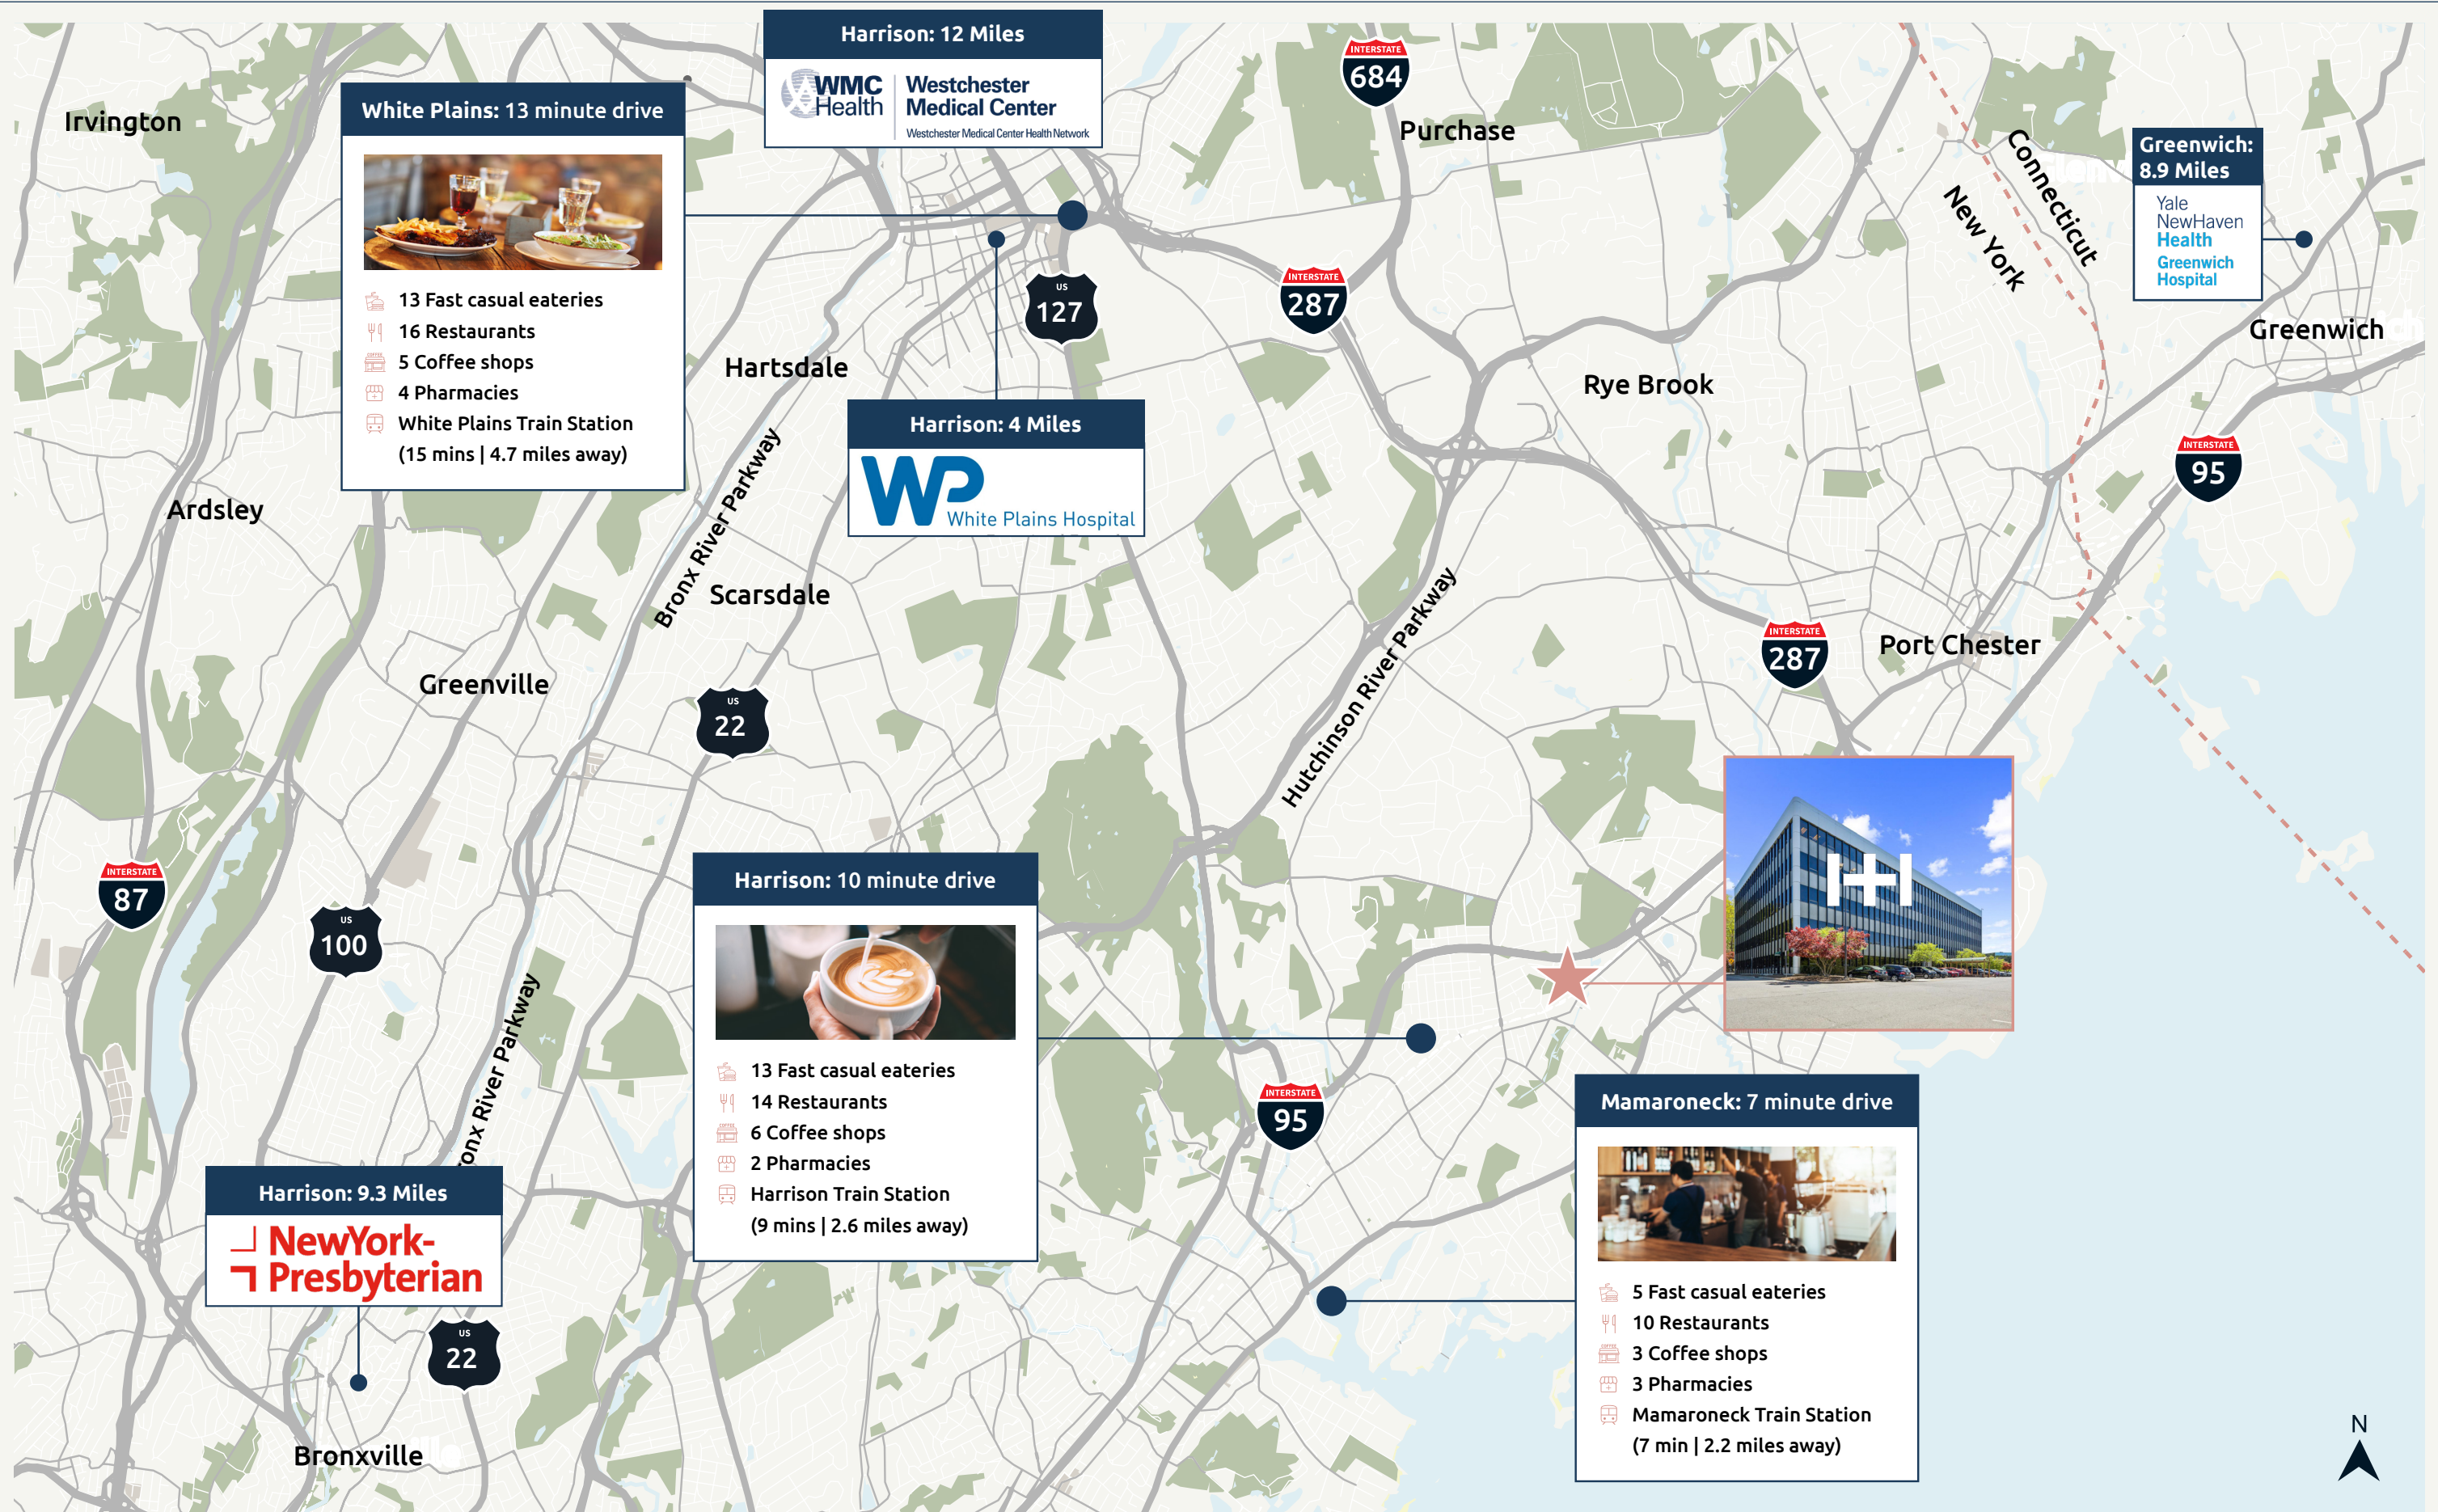 Harrison: 12 Miles
WMC Health
Westchester Medical Center
Westchester Medical Center Health Network
INTERSTATE 684
Purchase
Irvington
White Plains: 13 minute drive
13 Fast casual eateries
16 Restaurants
5 Coffee shops
4 Pharmacies
White Plains Train Station
(15 mins | 4.7 miles away)
Connecticut
New York
Greenwich:
8.9 Miles
Yale
NewHaven
Health
Greenwich
Hospital
Greenwich
US 127
INTERSTATE 287
Hartsdale
Rye Brook
Harrison: 4 Miles
WP
White Plains Hospital
INTERSTATE 95
Ardsley
Bronx River Parkway
Scarsdale
Hutchinson River Parkway
INTERSTATE 287
Port Chester
Greenville
US 22
INTERSTATE 87
US 100
Harrison: 10 minute drive
13 Fast casual eateries
14 Restaurants
COFFEE
6 Coffee shops
2 Pharmacies
Harrison Train Station
(9 mins | 2.6 miles away)
H
onx River Parkway
INTERSTATE 95
Mamaroneck: 7 minute drive
5 Fast casual eateries
10 Restaurants
COFFEE
3 Coffee shops
3 Pharmacies
Mamaroneck Train Station
(7 min | 2.2 miles away)
Harrison: 9.3 Miles
NewYork-
Presbyterian
US 22
Bronxville
N